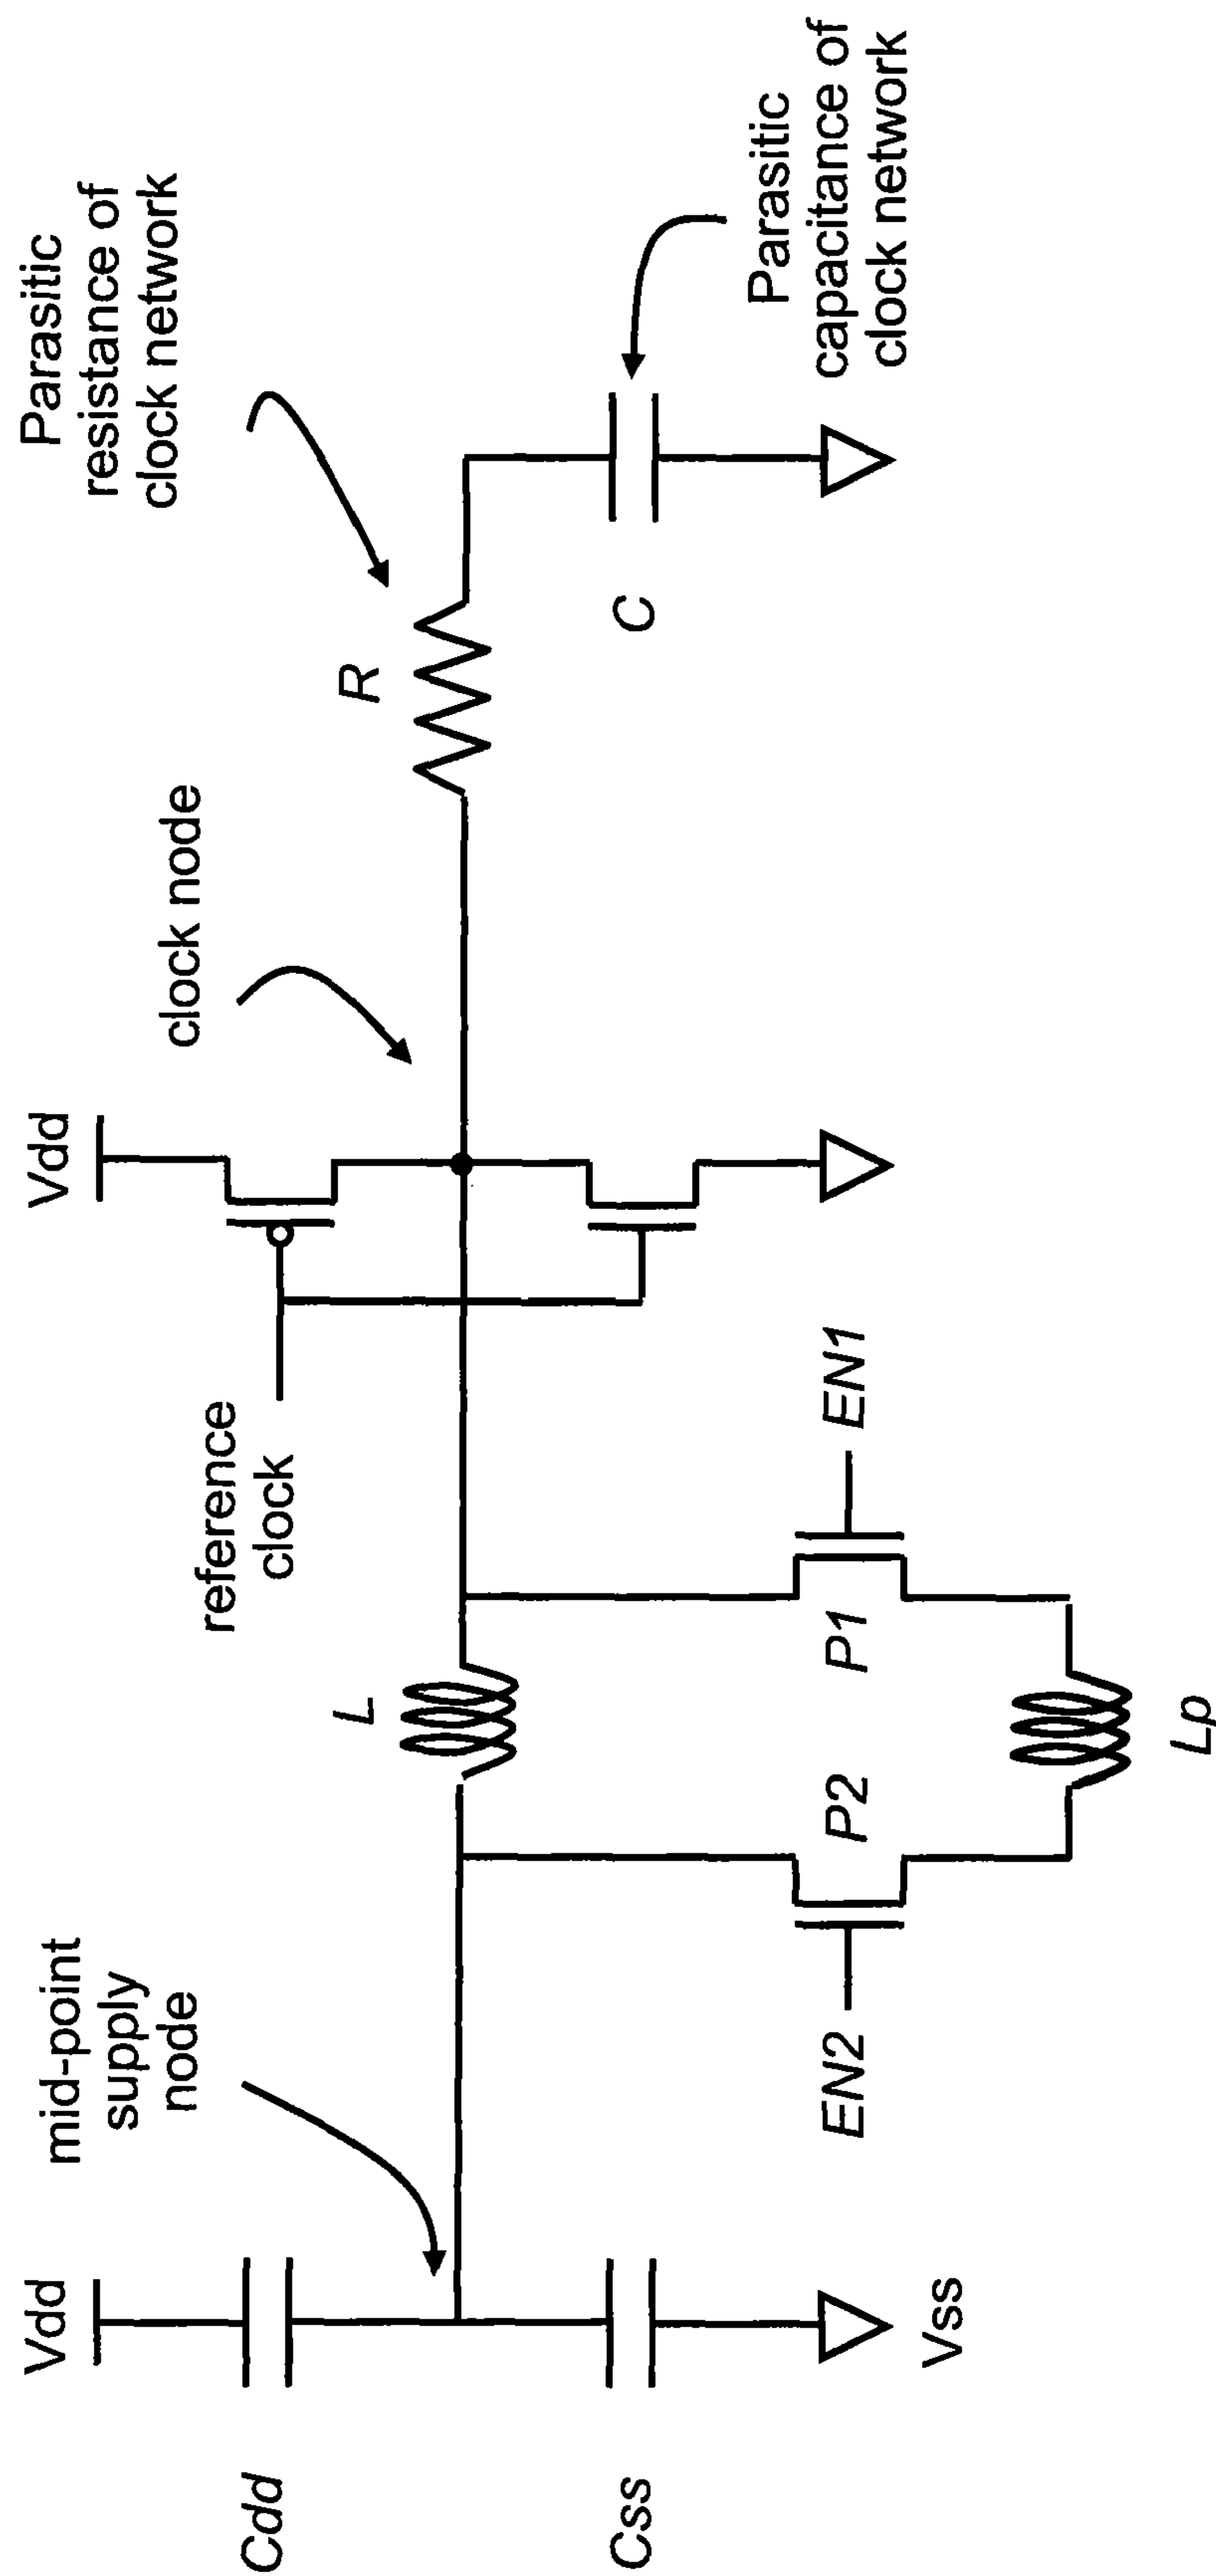 Vdd
Cdd
mid-point
supply
node
Css
Vss
L
EN2
P2
P1
EN1
Lp
reference
clock
Vdd
clock node
R
Parasitic
resistance of
clock network
C
Parasitic
capacitance of
clock network